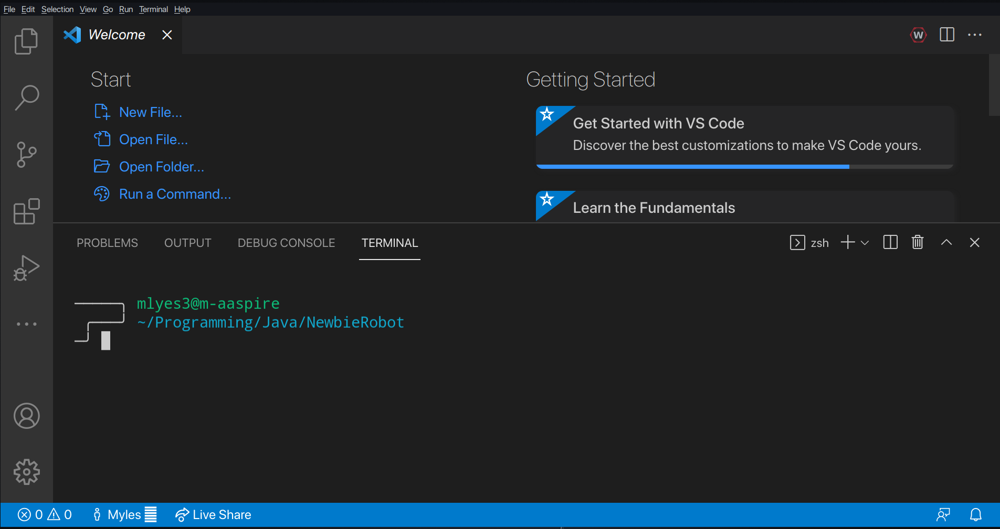 File Edit Selection View Go Run Terminal Help
Welcome
W
Start
New File...
Open File...
Open Folder...
Run a Command...
Getting Started
Get Started with VS Code
Discover the best customizations to make VS Code yours.
Learn the Fundamentals
PROBLEMS OUTPUT DEBUG CONSOLE TERMINAL
zsh
mlyes3@m-aaspire
~/Programming/Java/NewbieRobot
0 0 Myles Live Share